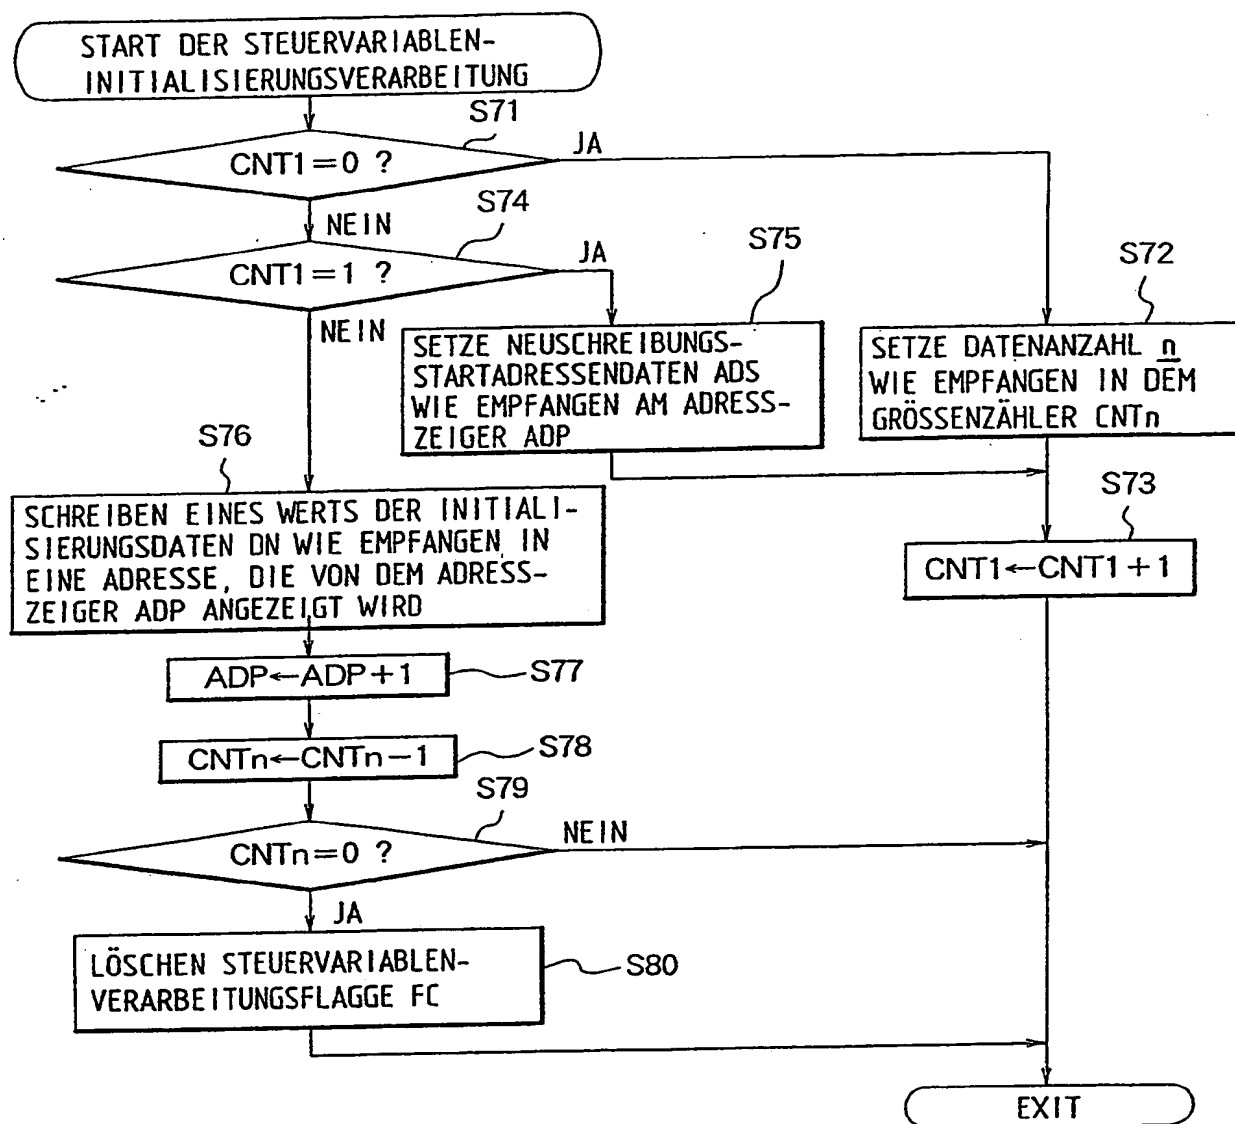 START DER STEUERVARIABLEN-
INITIALISIERUNGSVERARBEITUNG
S71
CNT1=0 ?
JA
NEIN
S74
CNT1=1 ?
JA
NEIN
S75
SETZE NEUSCHREIBUNGS-
STARTADRESSENDATEN ADS
WIE EMPFANGEN AM ADRESS-
ZEIGER ADP
S72
SETZE DATENANZAHL n
WIE EMPFANGEN IN DEM
GRÖSSENZÄHLER CNTn
S73
CNT1←CNT1+1
S76
SCHREIBEN EINES WERTS DER INITIALI-
SIERUNGSDATEN DN WIE EMPFANGEN IN
EINE ADRESSE, DIE VON DEM ADRESS-
ZEIGER ADP ANGEZEIGT WIRD
ADP←ADP+1
S77
CNTn←CNTn−1
S78
S79
CNTn=0 ?
NEIN
JA
LÖSCHEN STEUERVARIABLEN-
VERARBEITUNGSFLAGGE FC
S80
EXIT